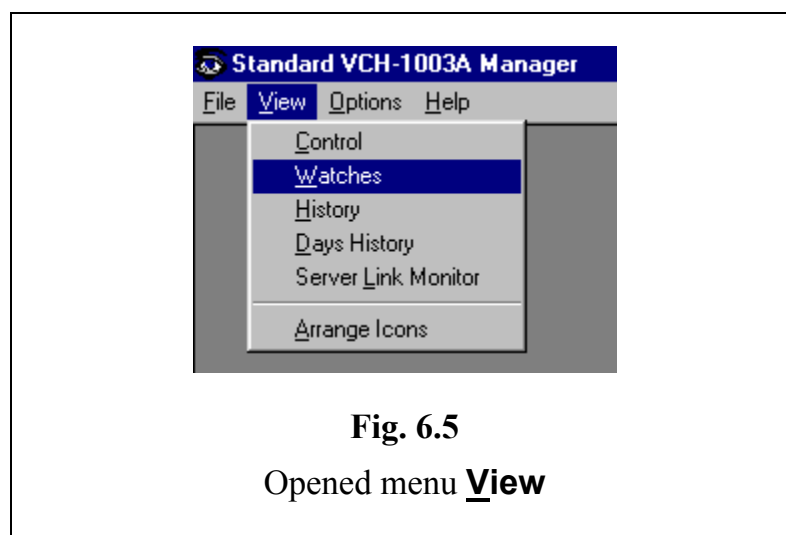 Standard VCH-1003A Manager
File View Options Help
Control
Watches
History
Days History
Server Link Monitor
Arrange Icons
Fig. 6.5
Opened menu View